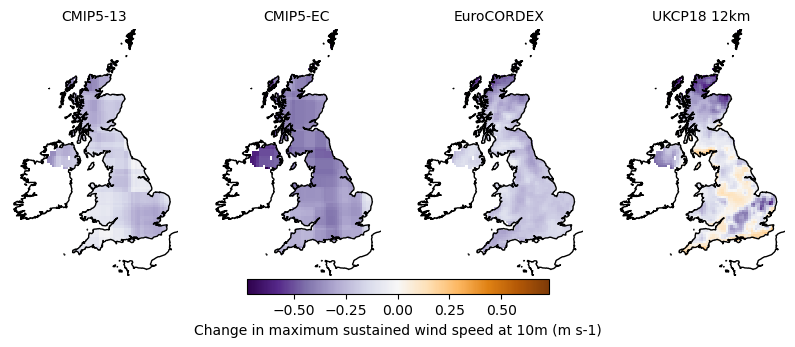 CMIP5-13 CMIP5-EC EuroCORDEX UKCP18 12km
−0.50 −0.25 0.00 0.25 0.50
Change in maximum sustained wind speed at 10m (m s-1)